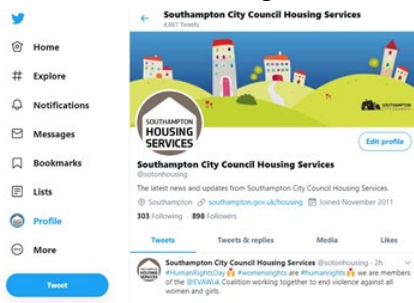 Southampton City Council Housing Services
4,867 Tweets
Home
Explore
Notifications
Messages
Bookmarks
Lists
Profile
More
Tweet
SOUTHAMPTON
CITY COUNCIL
SOUTHAMPTON
HOUSING
SERVICES
Edit profile
Southampton City Council Housing Services
@sotonhousing
The latest news and updates from Southampton City Council Housing Services.
Southampton southampton.gov.uk/housing Joined November 2011
303 Following 898 Followers
Tweets Tweets & replies Media Likes
Southampton City Council Housing Services @sotonhousing · 2h
#HumanRightsDay #womensrights are #humanrights we are members
of the @EVAWuk Coalition working together to end violence against all
women and girls.